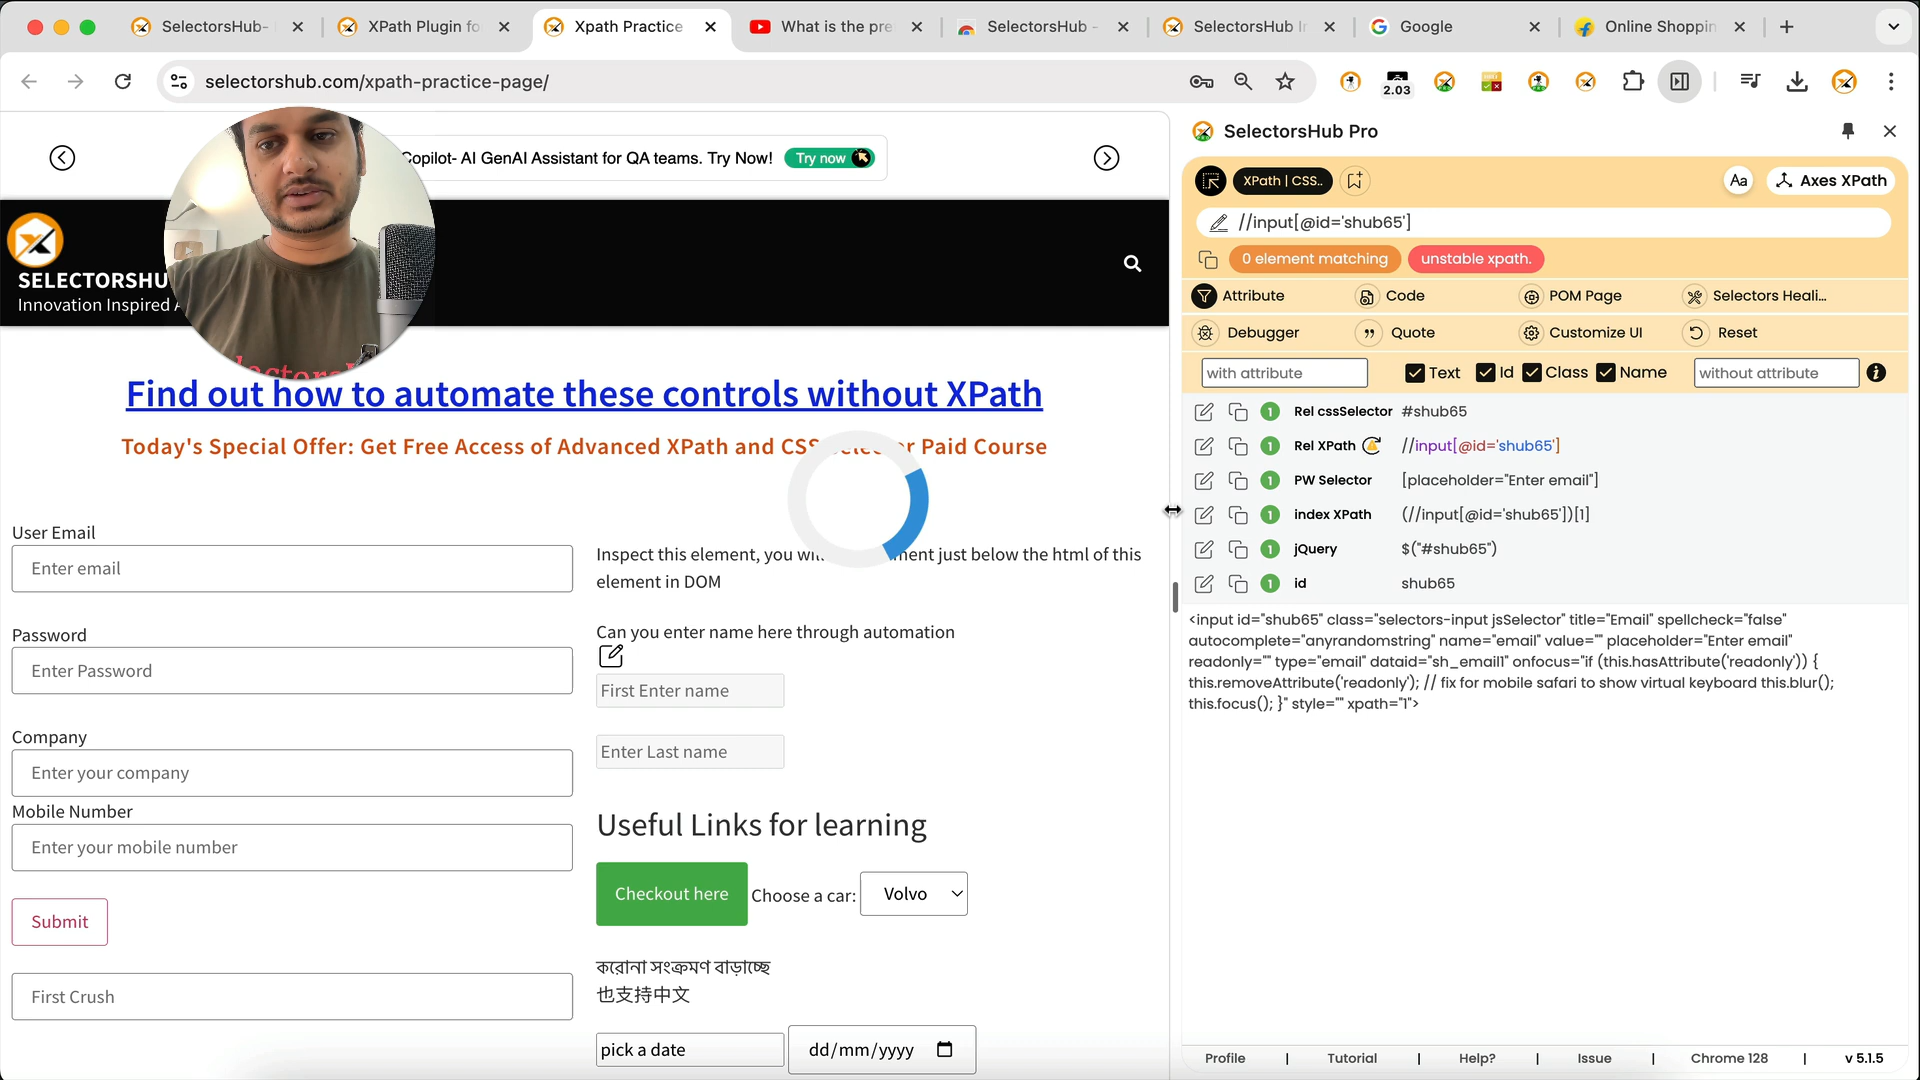 SelectorsHub-
XPath Plugin fo
Xpath Practice
What is the pre
SelectorsHub -
SelectorsHub In
Google
Online Shoppin
selectorshub.com/xpath-practice-page/
2.03
Copilot- AI GenAI Assistant for QA teams. Try Now!
Try now
SELECTORSHU
Innovation Inspired A
Find out how to automate these controls without XPath
Today's Special Offer: Get Free Access of Advanced XPath and CSS Selector Paid Course
User Email
Enter email
Password
Enter Password
Company
Enter your company
Mobile Number
Enter your mobile number
Submit
First Crush
Inspect this element, you wil ment just below the html of this
element in DOM
Can you enter name here through automation
First Enter name
Enter Last name
Useful Links for learning
Checkout here
Choose a car:
Volvo
করোনা সংক্রমণ বাড়াচ্ছে
也支持中文
pick a date
dd/mm/yyyy
SelectorsHub Pro
XPath | CSS..
Aa
Axes XPath
//input[@id='shub65']
0 element matching
unstable xpath.
Attribute
Code
POM Page
Selectors Heali...
Debugger
Quote
Customize UI
Reset
with attribute
Text
Id
Class
Name
without attribute
1 Rel cssSelector #shub65
1 Rel XPath //input[@id='shub65']
1 PW Selector [placeholder="Enter email"]
1 index XPath (//input[@id='shub65'])[1]
1 jQuery $("#shub65")
1 id shub65
<input id="shub65" class="selectors-input jsSelector" title="Email" spellcheck="false"
autocomplete="anyrandomstring" name="email" value="" placeholder="Enter email"
readonly="" type="email" dataid="sh_email1" onfocus="if (this.hasAttribute('readonly')) {
this.removeAttribute('readonly'); // fix for mobile safari to show virtual keyboard this.blur();
this.focus(); }" style="" xpath="1">
Profile | Tutorial | Help? | Issue | Chrome 128 | v 5.1.5